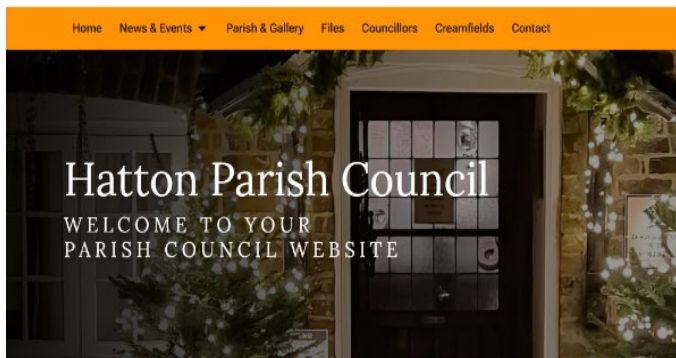 Home News & Events Parish & Gallery Files Councillors Creamfields Contact
Hatton Parish Council
WELCOME TO YOUR
PARISH COUNCIL WEBSITE